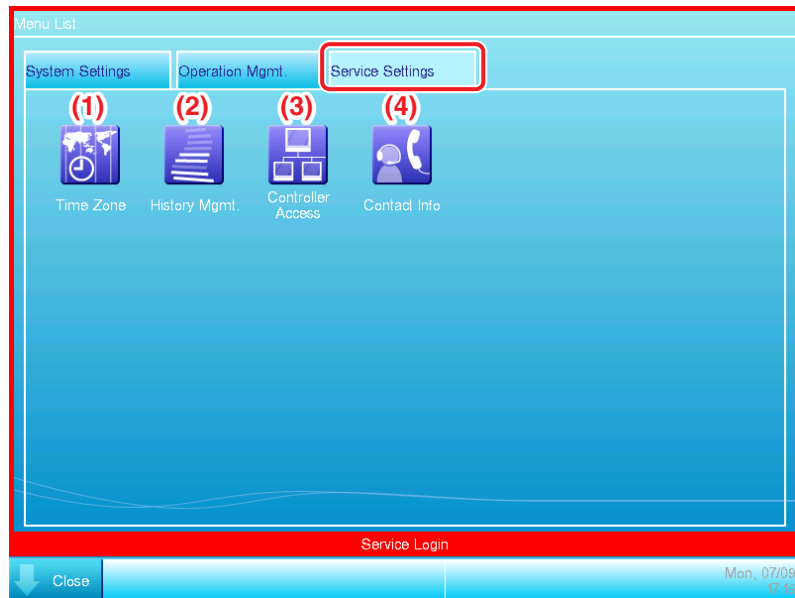 Menu List
System Settings Operation Mgmt. Service Settings
(1) (2) (3) (4)
Time Zone History Mgmt. Controller Access Contact Info
Service Login
Close
Mon, 07/09